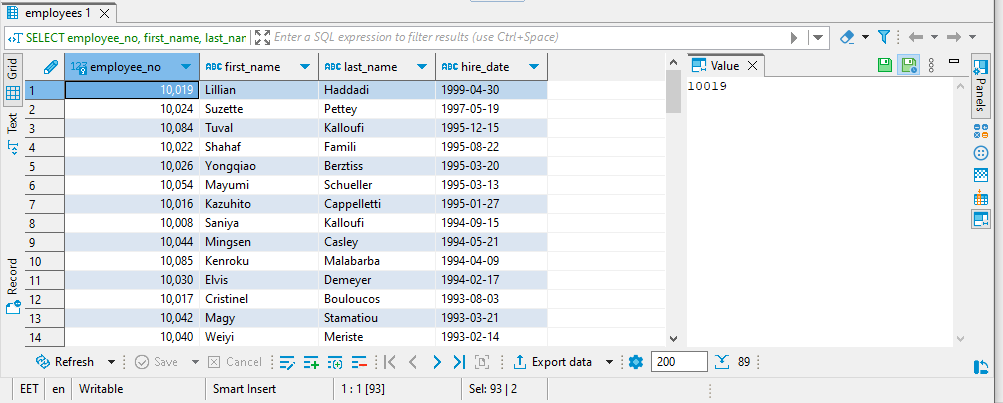 employees 1
SELECT employee_no, first_name, last_nar
Enter a SQL expression to filter results (use Ctrl+Space)
Grid
Text
Record
123 employee_no ABC first_name ABC last_name ABC hire_date
1 10,019 Lillian Haddadi 1999-04-30
2 10,024 Suzette Pettey 1997-05-19
3 10,084 Tuval Kalloufi 1995-12-15
4 10,022 Shahaf Famili 1995-08-22
5 10,026 Yongqiao Berztiss 1995-03-20
6 10,054 Mayumi Schueller 1995-03-13
7 10,016 Kazuhito Cappelletti 1995-01-27
8 10,008 Saniya Kalloufi 1994-09-15
9 10,044 Mingsen Casley 1994-05-21
10 10,085 Kenroku Malabarba 1994-04-09
11 10,030 Elvis Demeyer 1994-02-17
12 10,017 Cristinel Bouloucos 1993-08-03
13 10,042 Magy Stamatiou 1993-03-21
14 10,040 Weiyi Meriste 1993-02-14
Value
10019
Panels
Refresh Save Cancel Export data 200 89
EET en Writable Smart Insert 1 : 1 [93] Sel: 93 | 2